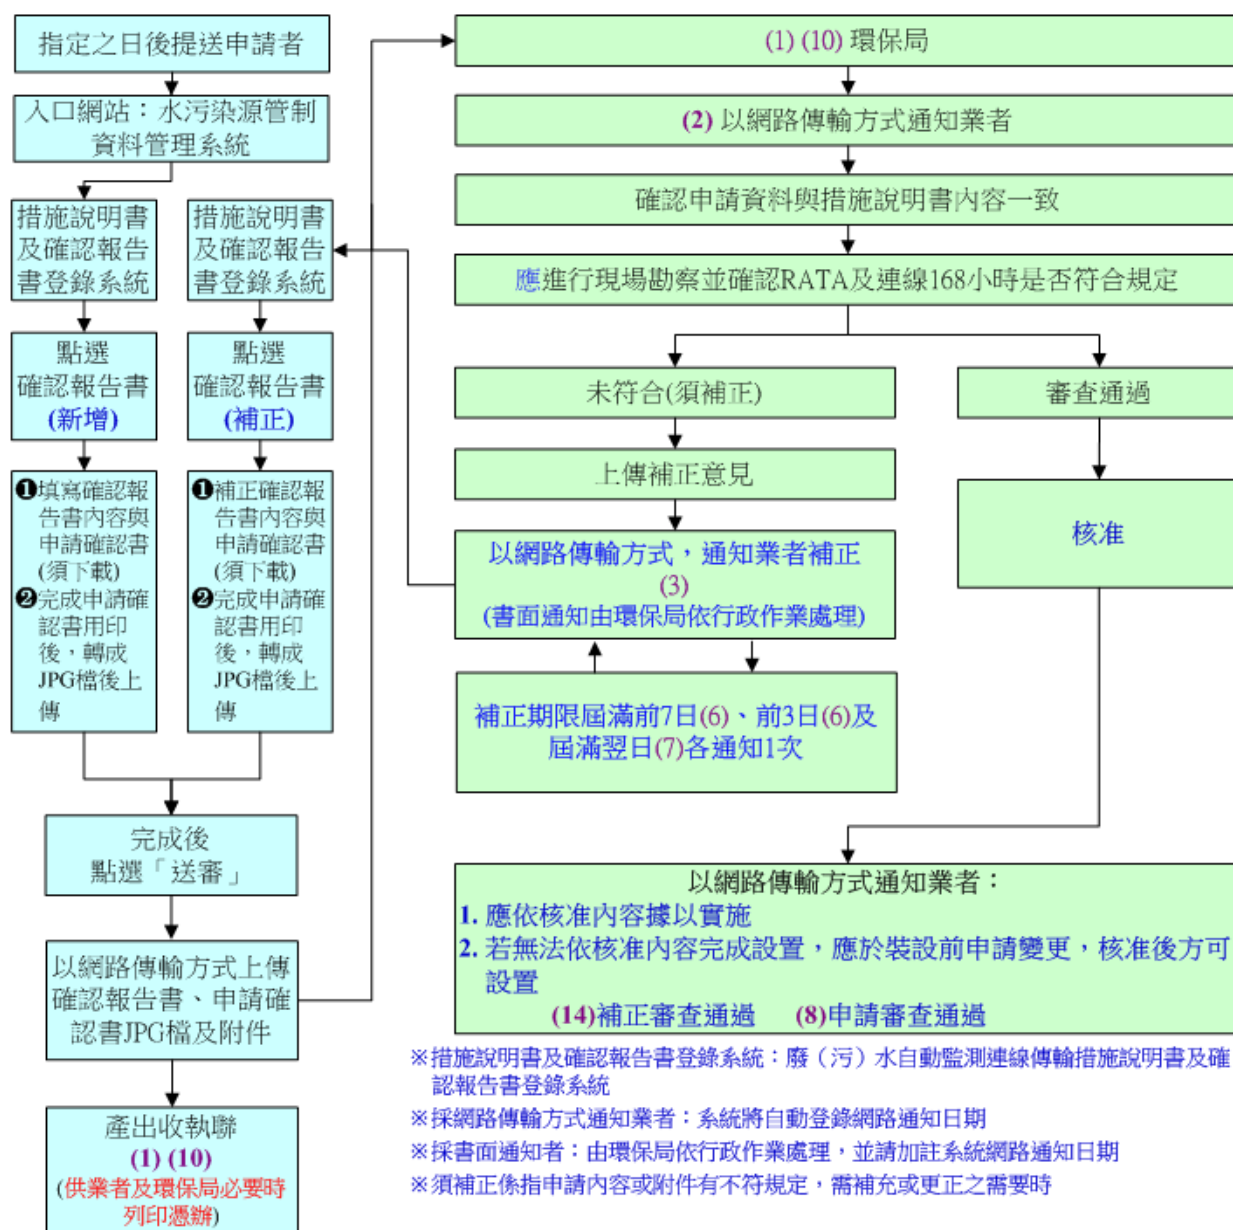 指定之日後提送申請者
入口網站：水污染源管制
資料管理系統
措施說明書
及確認報告
書登錄系統
措施說明書
及確認報告
書登錄系統
點選
確認報告書
(新增)
點選
確認報告書
(補正)
❶填寫確認報
告書內容與
申請確認書
(須下載)
❷完成申請確
認書用印
後，轉成
JPG檔後上
傳
❶補正確認報
告書內容與
申請確認書
(須下載)
❷完成申請確
認書用印
後，轉成
JPG檔後上
傳
完成後
點選「送審」
以網路傳輸方式上傳
確認報告書、申請確
認書JPG檔及附件
產出收執聯
(1) (10)
(供業者及環保局必要時
列印憑辦)
(1) (10) 環保局
(2) 以網路傳輸方式通知業者
確認申請資料與措施說明書內容一致
應進行現場勘察並確認RATA及連線168小時是否符合規定
未符合(須補正)
審查通過
上傳補正意見
核准
以網路傳輸方式，通知業者補正
(3)
(書面通知由環保局依行政作業處理)
補正期限屆滿前7日(6)、前3日(6)及
屆滿翌日(7)各通知1次
以網路傳輸方式通知業者：
1. 應依核准內容據以實施
2. 若無法依核准內容完成設置，應於裝設前申請變更，核准後方可
設置
(14)補正審查通過 (8)申請審查通過
※措施說明書及確認報告書登錄系統：廢（污）水自動監測連線傳輸措施說明書及確
認報告書登錄系統
※採網路傳輸方式通知業者：系統將自動登錄網路通知日期
※採書面通知者：由環保局依行政作業處理，並請加註系統網路通知日期
※須補正係指申請內容或附件有不符規定，需補充或更正之需要時